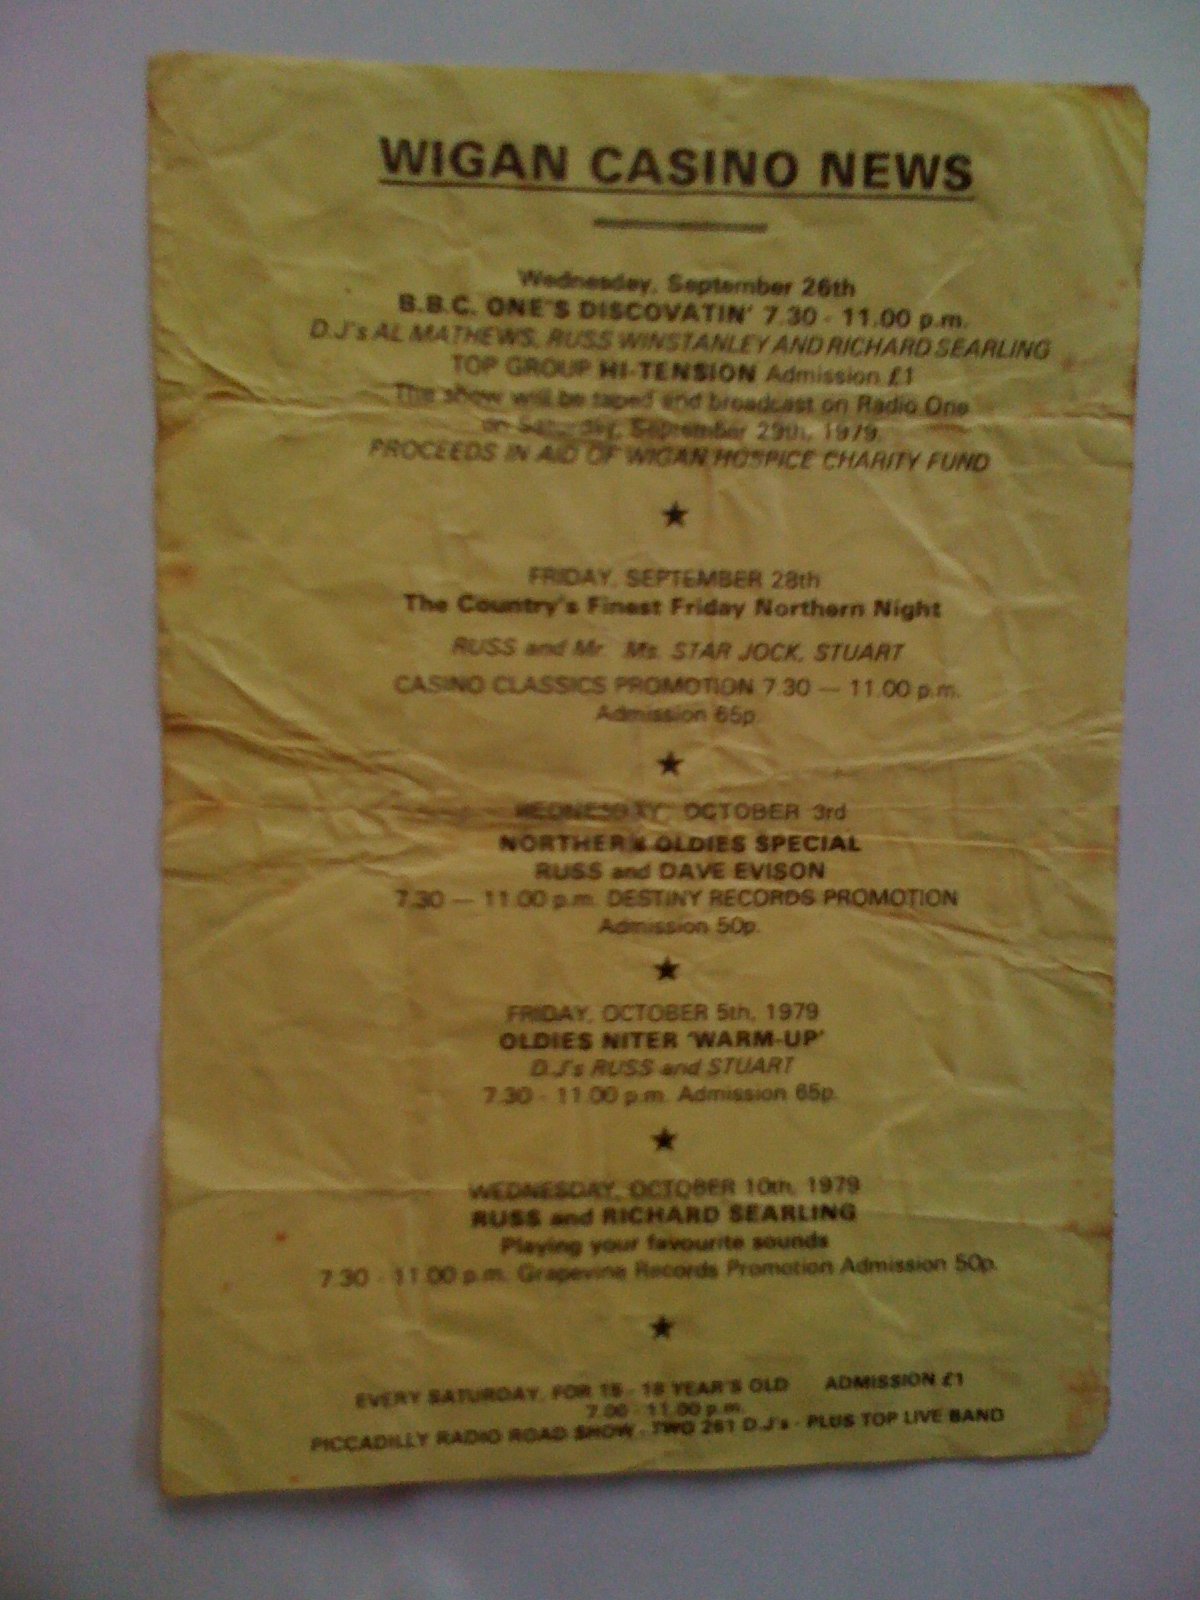 WIGAN CASINO NEWS
Wednesday, September 26th
B.B.C. ONE'S DISCOVATIN' 7.30 - 11.00 p.m.
D.J's AL MATHEWS, RUSS WINSTANLEY AND RICHARD SEARLING
TOP GROUP HI-TENSION Admission £1
The show will be taped and broadcast on Radio One
on Saturday, September 29th, 1979.
PROCEEDS IN AID OF WIGAN HOSPICE CHARITY FUND
★
FRIDAY, SEPTEMBER 28th
The Country's Finest Friday Northern Night
RUSS and Mr. Ms. STAR JOCK, STUART
CASINO CLASSICS PROMOTION 7.30 — 11.00 p.m.
Admission 65p.
★
WEDNESDAY, OCTOBER 3rd
NORTHERN OLDIES SPECIAL
RUSS and DAVE EVISON
7.30 — 11.00 p.m. DESTINY RECORDS PROMOTION
Admission 50p.
★
FRIDAY, OCTOBER 5th, 1979
OLDIES NITER 'WARM-UP'
D.J's RUSS and STUART
7.30 - 11.00 p.m. Admission 65p.
★
WEDNESDAY, OCTOBER 10th, 1979
RUSS and RICHARD SEARLING
Playing your favourite sounds
7.30 - 11.00 p.m. Grapevine Records Promotion Admission 50p.
★
EVERY SATURDAY, FOR - 18 YEAR'S OLD ADMISSION £1
7.00 - 11.00 p.m.
PICCADILLY RADIO ROAD SHOW - TWO 261 D.J's - PLUS TOP LIVE BAND